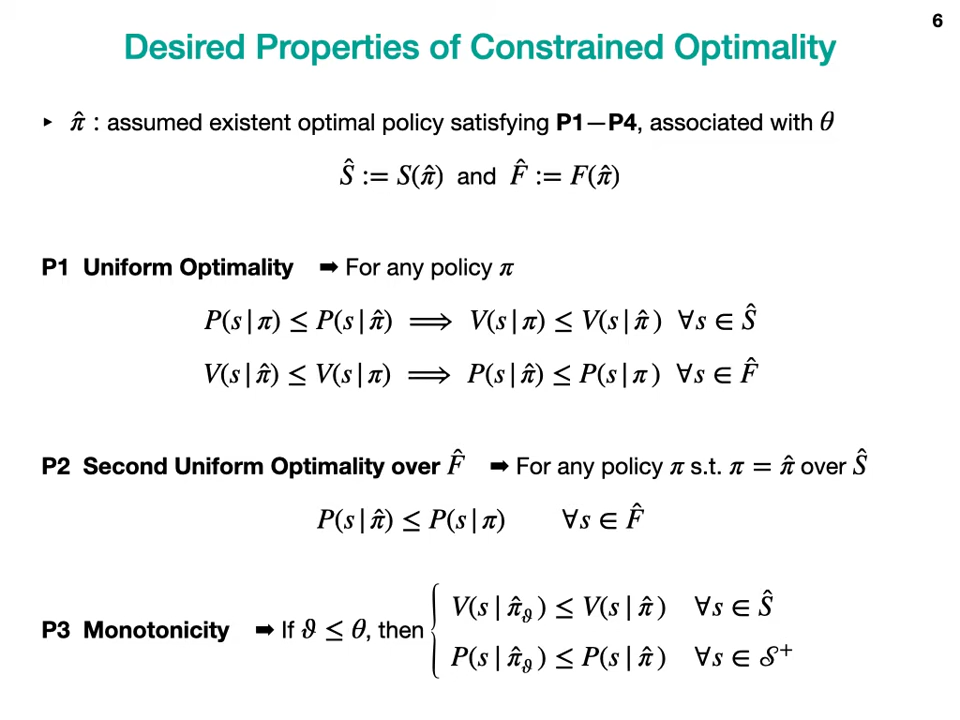 6
Desired Properties of Constrained Optimality
‣ π̂ : assumed existent optimal policy satisfying P1—P4, associated with θ
Ŝ := S(π̂) and F̂ := F(π̂)
P1 Uniform Optimality ➡ For any policy π
P(s|π) ≤ P(s|π̂) ⟹ V(s|π) ≤ V(s|π̂) ∀s ∈ Ŝ
V(s|π̂) ≤ V(s|π) ⟹ P(s|π̂) ≤ P(s|π) ∀s ∈ F̂
P2 Second Uniform Optimality over F̂ ➡ For any policy π s.t. π = π̂ over Ŝ
P(s|π̂) ≤ P(s|π) ∀s ∈ F̂
P3 Monotonicity ➡ If ϑ ≤ θ, then { V(s|π̂_ϑ) ≤ V(s|π̂) ∀s ∈ Ŝ
P(s|π̂_ϑ) ≤ P(s|π̂) ∀s ∈ 𝒮⁺